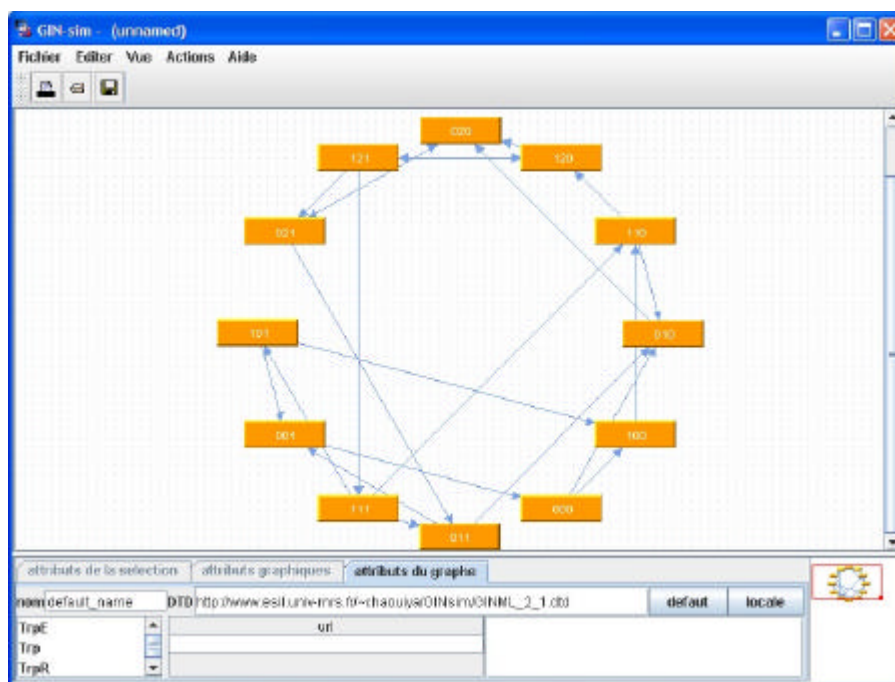 GIN-sim - (unnamed)
Fichier Editer Vue Actions Aide
020
121 120
021 110
101 010
001 100
111 000
011
attributs de la selection attributs graphiques attributs du graphe
nom default_name DTD http://www.esil.univ-mrs.fr/~chaouiya/GINsim/GINML_2_1.dtd defaut locale
TrpE url
Trp
TrpR